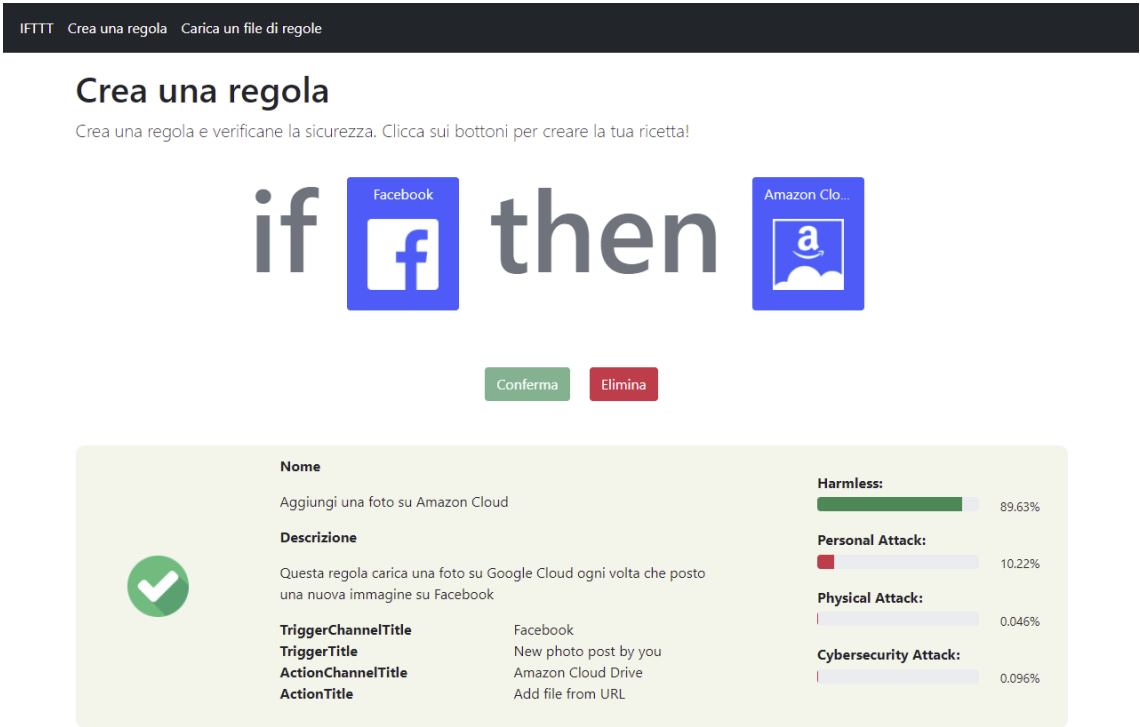 IFTTT Crea una regola Carica un file di regole
Crea una regola
Crea una regola e verificane la sicurezza. Clicca sui bottoni per creare la tua ricetta!
if Facebook then Amazon Clo...
Conferma Elimina
Nome
Aggiungi una foto su Amazon Cloud
Descrizione
Questa regola carica una foto su Google Cloud ogni volta che posto
una nuova immagine su Facebook
TriggerChannelTitle Facebook
TriggerTitle New photo post by you
ActionChannelTitle Amazon Cloud Drive
ActionTitle Add file from URL
Harmless:
89.63%
Personal Attack:
10.22%
Physical Attack:
0.046%
Cybersecurity Attack:
0.096%